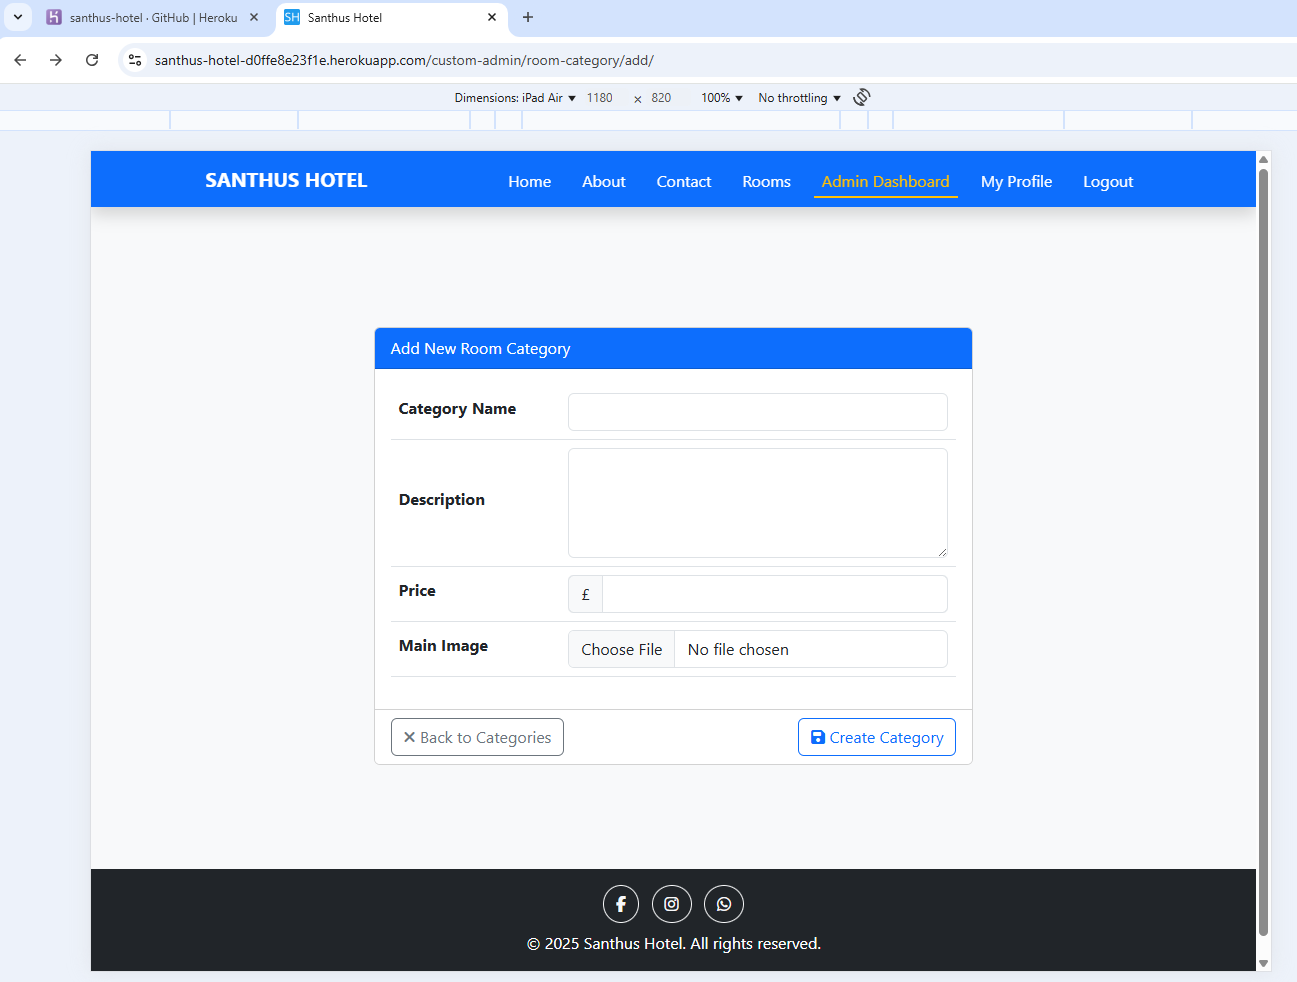 santhus-hotel · GitHub | Heroku
SH Santhus Hotel
santhus-hotel-d0ffe8e23f1e.herokuapp.com/custom-admin/room-category/add/
Dimensions: iPad Air 1180 x 820 100% No throttling
SANTHUS HOTEL Home About Contact Rooms Admin Dashboard My Profile Logout
Add New Room Category
Category Name
Description
Price £
Main Image Choose File No file chosen
Back to Categories Create Category
© 2025 Santhus Hotel. All rights reserved.